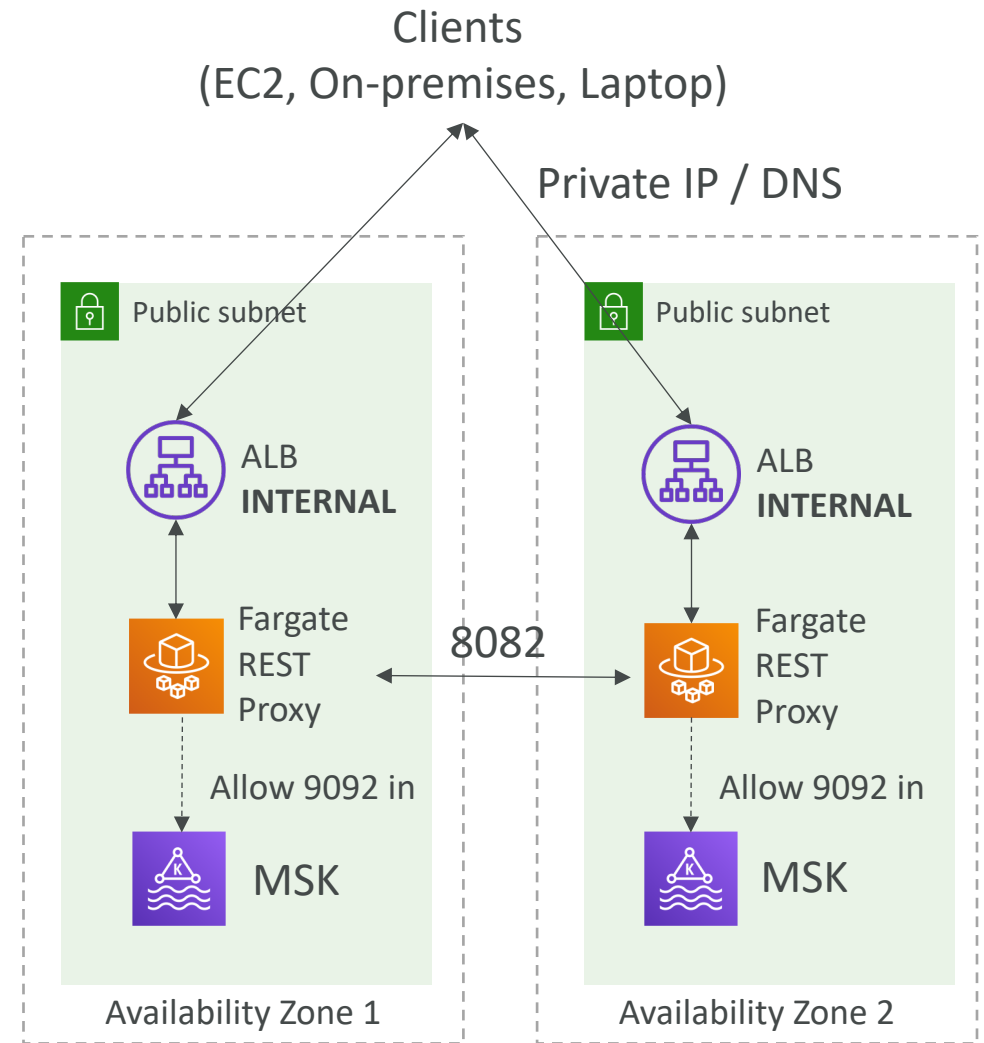 Clients
(EC2, On-premises, Laptop)
Private IP / DNS
Public subnet
Public subnet
ALB
INTERNAL
ALB
INTERNAL
Fargate
REST
Proxy
8082
Fargate
REST
Proxy
Allow 9092 in
Allow 9092 in
K
MSK
K
MSK
Availability Zone 1
Availability Zone 2